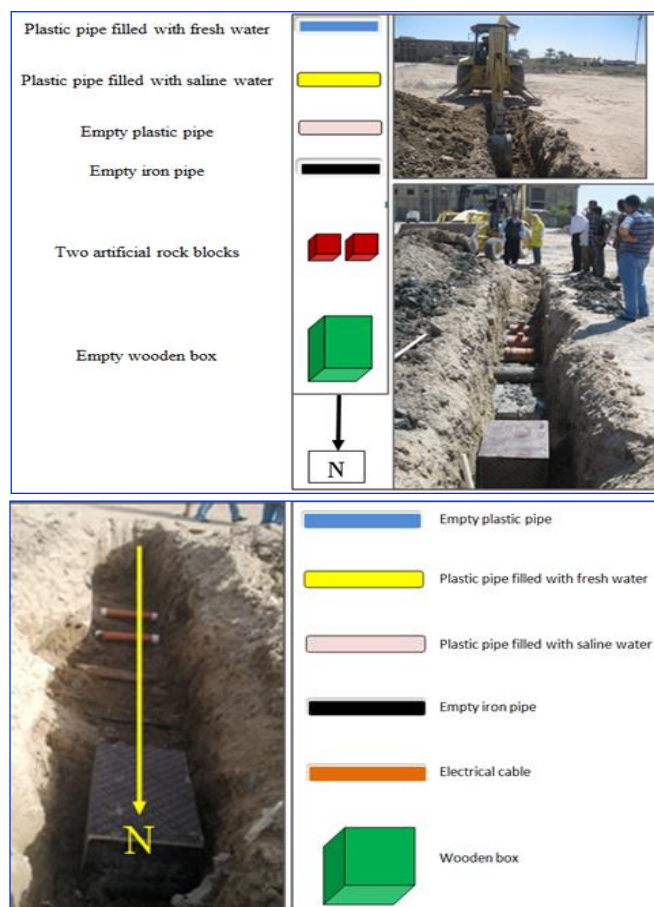 Plastic pipe filled with fresh water
Plastic pipe filled with saline water
Empty plastic pipe
Empty iron pipe
Two artificial rock blocks
Empty wooden box
N
N
Empty plastic pipe
Plastic pipe filled with fresh water
Plastic pipe filled with saline water
Empty iron pipe
Electrical cable
Wooden box